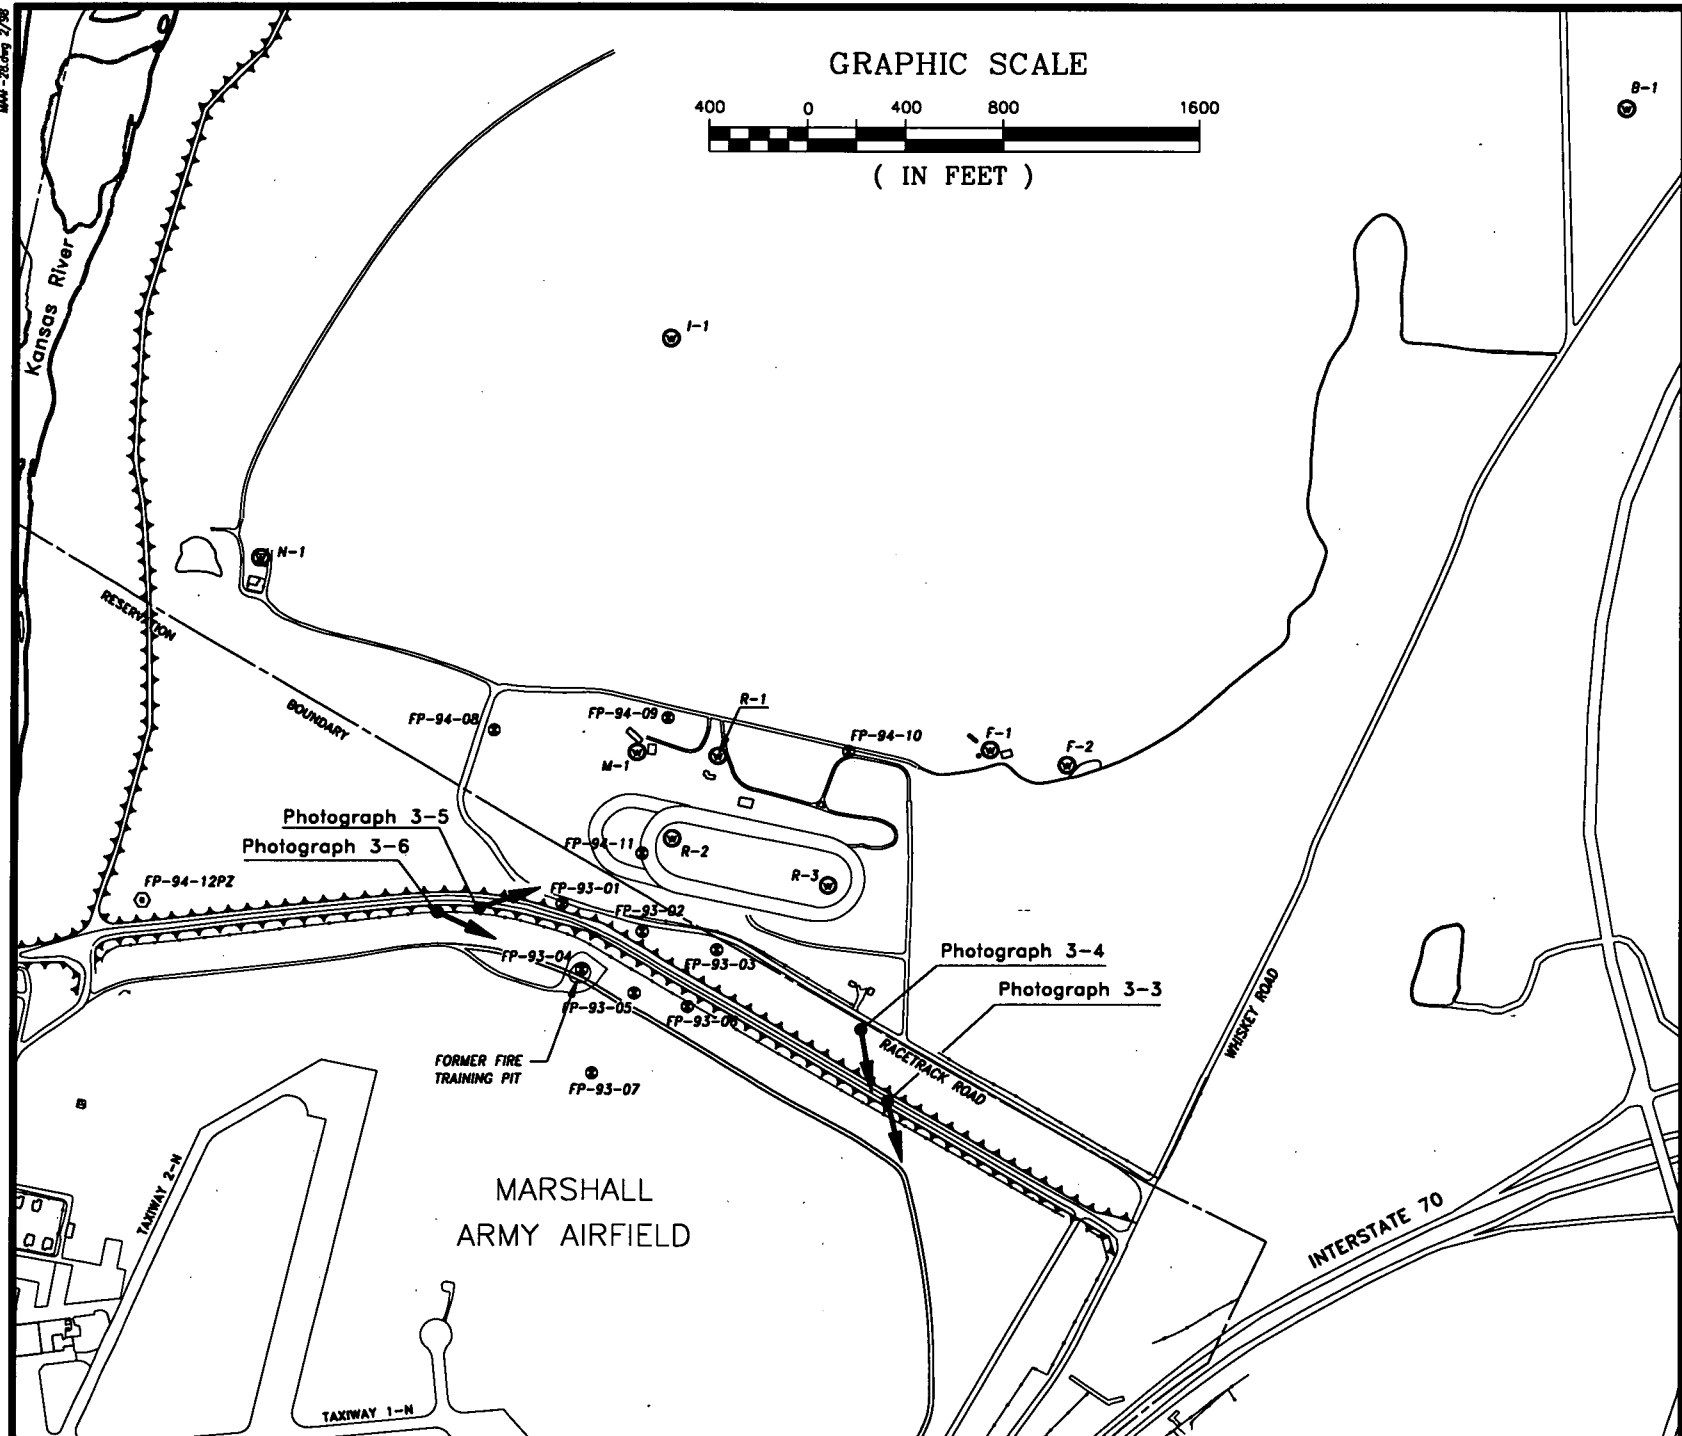 GRAPHIC SCALE
400 0 400 800 1600
( IN FEET )
B-1
Kansas River
I-1
N-1
RESERVATION
BOUNDARY
R-1
FP-94-08
FP-94-09
FP-94-10
F-1
F-2
M-1
Photograph 3-5
Photograph 3-6
FP-94-11
R-2
R-3
FP-94-12PZ
FP-93-01
FP-93-02
FP-93-03
FP-93-04
FP-93-05
FP-93-06
Photograph 3-4
Photograph 3-3
WHISKEY ROAD
RACETRACK ROAD
FORMER FIRE
TRAINING PIT
FP-93-07
TAXIWAY 2-N
MARSHALL
ARMY AIRFIELD
INTERSTATE 70
TAXIWAY 1-N